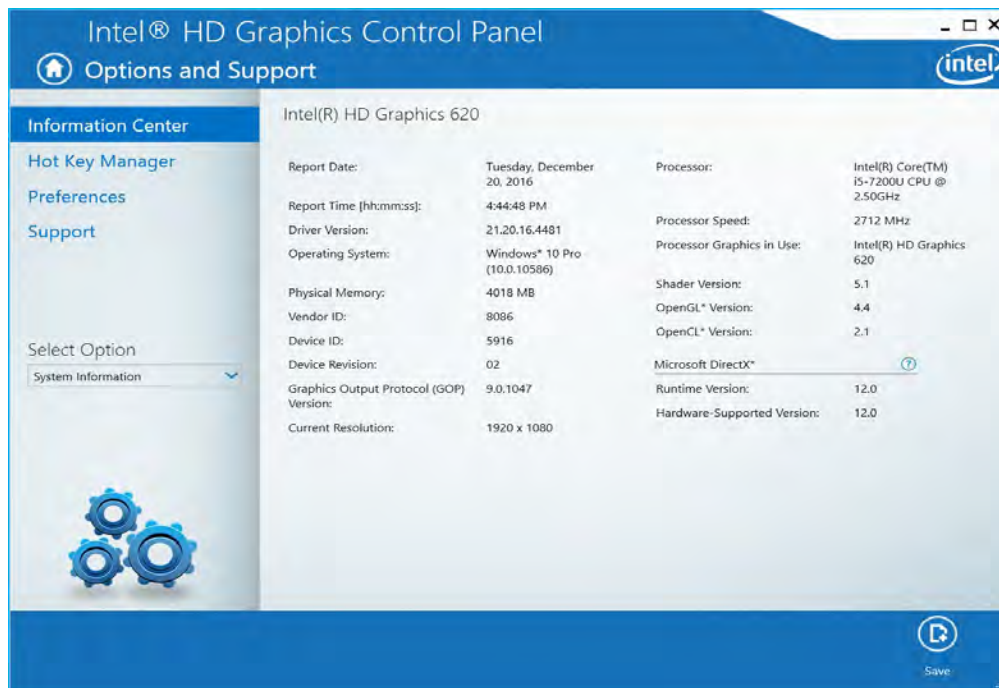 Intel® HD Graphics Control Panel
Options and Support
intel
Information Center
Hot Key Manager
Preferences
Support
Select Option
System Information
Intel(R) HD Graphics 620
Report Date: Tuesday, December
20, 2016
Report Time [hh:mm:ss]: 4:44:48 PM
Driver Version: 21.20.16.4481
Operating System: Windows* 10 Pro
(10.0.10586)
Physical Memory: 4018 MB
Vendor ID: 8086
Device ID: 5916
Device Revision: 02
Graphics Output Protocol (GOP) 9.0.1047
Version:
Current Resolution: 1920 x 1080
Processor: Intel(R) Core(TM)
i5-7200U CPU @
2.50GHz
Processor Speed: 2712 MHz
Processor Graphics in Use: Intel(R) HD Graphics
620
Shader Version: 5.1
OpenGL* Version: 4.4
OpenCL* Version: 2.1
Microsoft DirectX* ?
Runtime Version: 12.0
Hardware-Supported Version: 12.0
Save